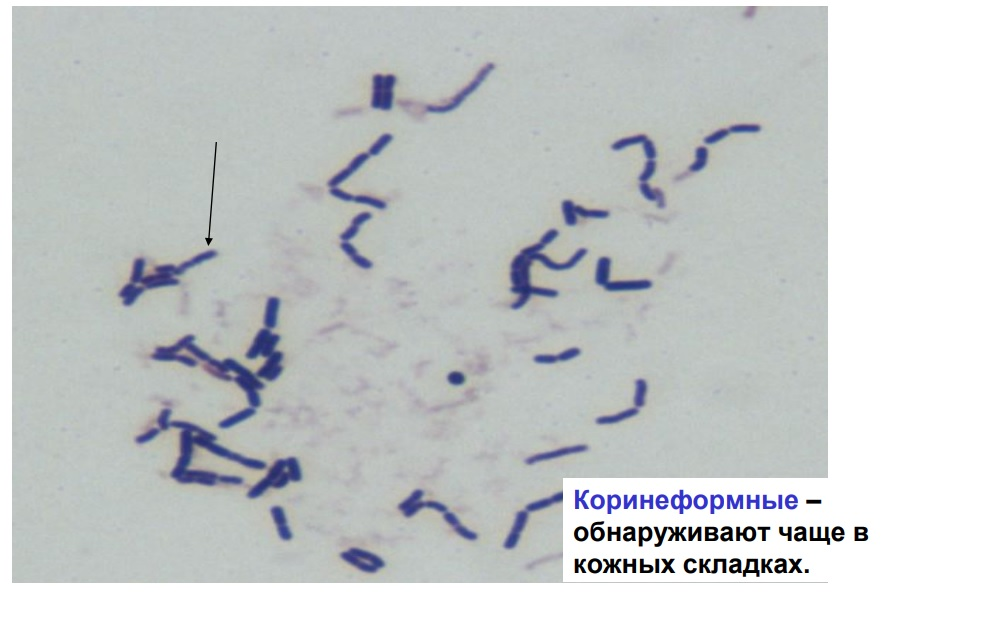 Коринеформные –
обнаруживают чаще в
кожных складках.